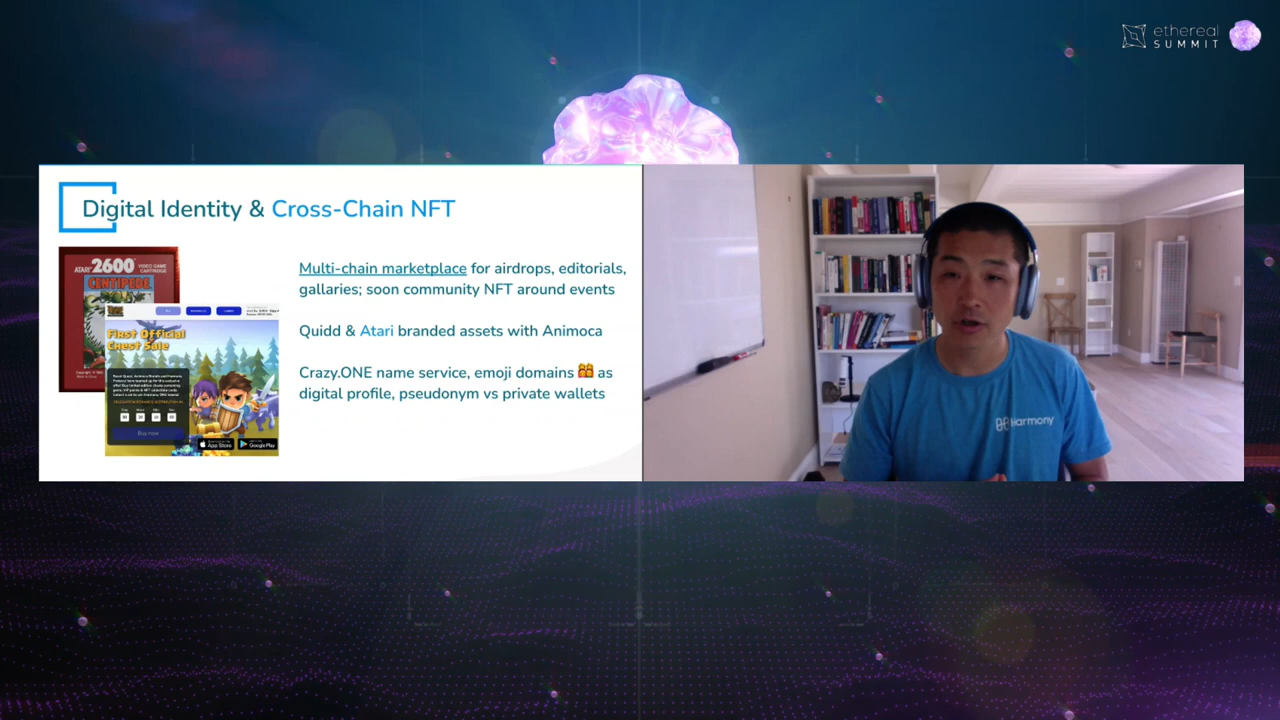 ethereal
SUMMIT
Digital Identity & Cross-Chain NFT
ATARI 2600 VIDEO GAME CARTRIDGE
CENTIPEDE
First Official
Chest Sale
Buy now
App Store
Google Play
Multi-chain marketplace for airdrops, editorials,
gallaries; soon community NFT around events
Quidd & Atari branded assets with Animoca
Crazy.ONE name service, emoji domains as
digital profile, pseudonym vs private wallets
Harmony